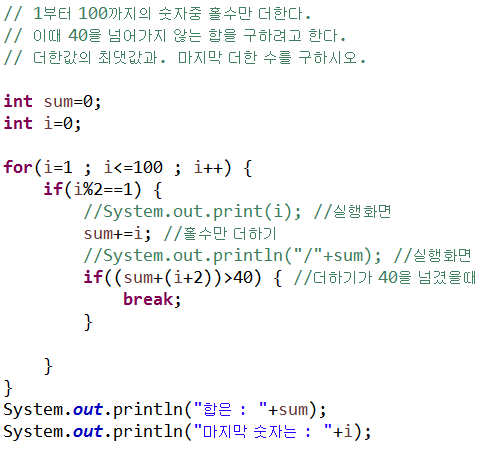 // 1부터 100까지의 숫자중 홀수만 더한다.
// 이때 40을 넘어가지 않는 합을 구하려고 한다.
// 더한값의 최댓값과. 마지막 더한 수를 구하시오.
int sum=0;
int i=0;
for(i=1 ; i<=100 ; i++) {
if(i%2==1) {
//System.out.print(i); //실행화면
sum+=i; //홀수만 더하기
//System.out.println("/"+sum); //실행화면
if((sum+(i+2))>40) { //더하기가 40을 넘겼을때
break;
}
}
}
System.out.println("합은 : "+sum);
System.out.println("마지막 숫자는 : "+i);